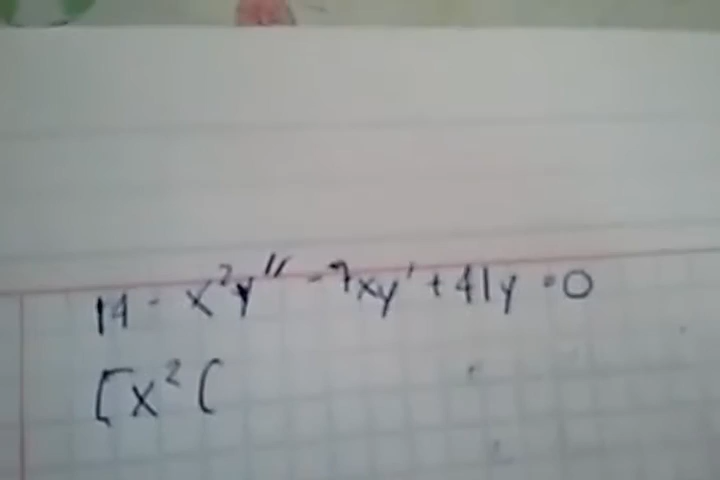 14- x²y'' -7xy' + 41y = 0
[x² (